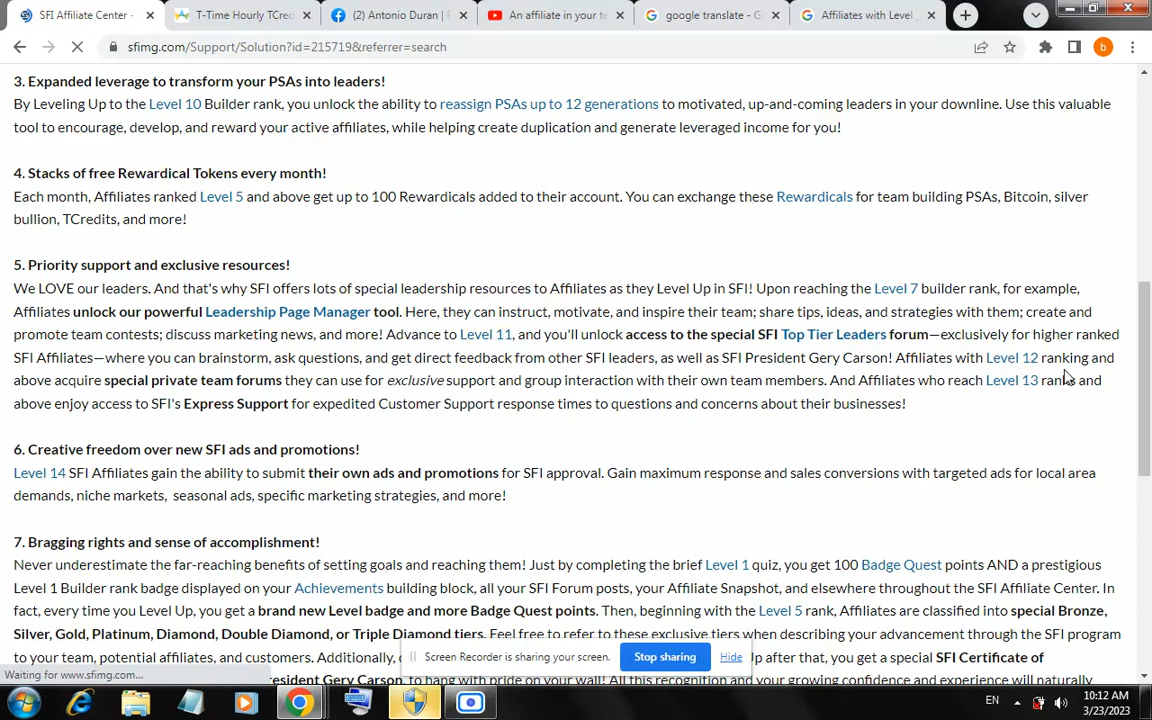 SFI Affiliate Center -
T-Time Hourly TCred
(2) Antonio Duran |
An affiliate in your te
google translate - G
Affiliates with Level
sfimg.com/Support/Solution?id=215719&referrer=search
b
3. Expanded leverage to transform your PSAs into leaders!
By Leveling Up to the Level 10 Builder rank, you unlock the ability to reassign PSAs up to 12 generations to motivated, up-and-coming leaders in your downline. Use this valuable
tool to encourage, develop, and reward your active affiliates, while helping create duplication and generate leveraged income for you!
4. Stacks of free Rewardical Tokens every month!
Each month, Affiliates ranked Level 5 and above get up to 100 Rewardicals added to their account. You can exchange these Rewardicals for team building PSAs, Bitcoin, silver
bullion, TCredits, and more!
5. Priority support and exclusive resources!
We LOVE our leaders. And that's why SFI offers lots of special leadership resources to Affiliates as they Level Up in SFI! Upon reaching the Level 7 builder rank, for example,
Affiliates unlock our powerful Leadership Page Manager tool. Here, they can instruct, motivate, and inspire their team; share tips, ideas, and strategies with them; create and
promote team contests; discuss marketing news, and more! Advance to Level 11, and you'll unlock access to the special SFI Top Tier Leaders forum—exclusively for higher ranked
SFI Affiliates—where you can brainstorm, ask questions, and get direct feedback from other SFI leaders, as well as SFI President Gery Carson! Affiliates with Level 12 ranking and
above acquire special private team forums they can use for exclusive support and group interaction with their own team members. And Affiliates who reach Level 13 ranks and
above enjoy access to SFI's Express Support for expedited Customer Support response times to questions and concerns about their businesses!
6. Creative freedom over new SFI ads and promotions!
Level 14 SFI Affiliates gain the ability to submit their own ads and promotions for SFI approval. Gain maximum response and sales conversions with targeted ads for local area
demands, niche markets, seasonal ads, specific marketing strategies, and more!
7. Bragging rights and sense of accomplishment!
Never underestimate the far-reaching benefits of setting goals and reaching them! Just by completing the brief Level 1 quiz, you get 100 Badge Quest points AND a prestigious
Level 1 Builder rank badge displayed on your Achievements building block, all your SFI Forum posts, your Affiliate Snapshot, and elsewhere throughout the SFI Affiliate Center. In
fact, every time you Level Up, you get a brand new Level badge and more Badge Quest points. Then, beginning with the Level 5 rank, Affiliates are classified into special Bronze,
Silver, Gold, Platinum, Diamond, Double Diamond, or Triple Diamond tiers. Feel free to refer to these exclusive tiers when describing your advancement through the SFI program
to your team, potential affiliates, and customers. Additionally, Up after that, you get a special SFI Certificate of
President Gery Carson, to hang with pride on your wall! All this recognition and your growing confidence and experience will naturally
Screen Recorder is sharing your screen. Stop sharing Hide
Waiting for www.sfimg.com...
EN
10:12 AM
3/23/2023